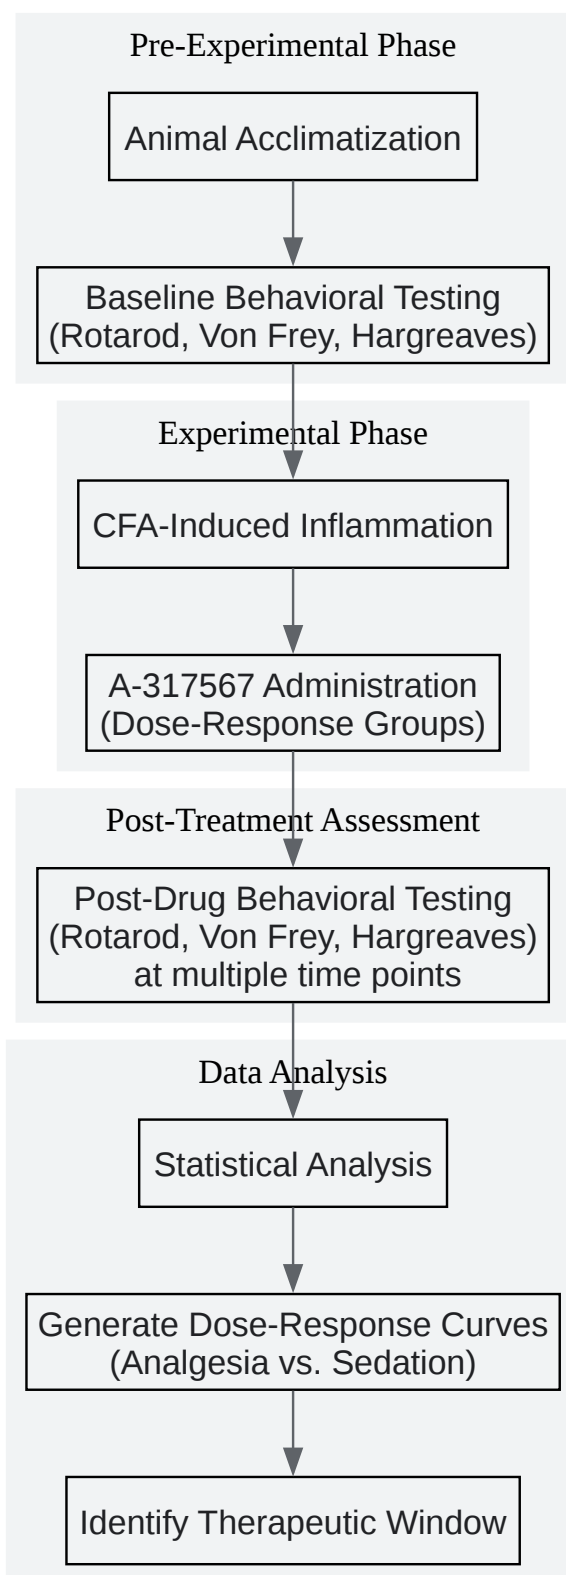 Pre-Experimental Phase
Animal Acclimatization
Baseline Behavioral Testing
(Rotarod, Von Frey, Hargreaves)
Experimental Phase
CFA-Induced Inflammation
A-317567 Administration
(Dose-Response Groups)
Post-Treatment Assessment
Post-Drug Behavioral Testing
(Rotarod, Von Frey, Hargreaves)
at multiple time points
Data Analysis
Statistical Analysis
Generate Dose-Response Curves
(Analgesia vs. Sedation)
Identify Therapeutic Window